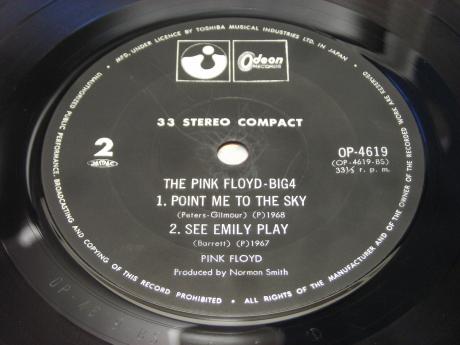 • MFD. UNDER LICENCE BY TOSHIBA MUSICAL INDUSTRIES LTD. IN JAPAN •
Odeon
RECORDS
33 STEREO COMPACT
2
JASRAC
OP-4619
(OP-4619-BS)
33⅓ r. p. m.
THE PINK FLOYD-BIG4
1. POINT ME TO THE SKY
(Peters-Gilmour) (P)1968
2. SEE EMILY PLAY
(Barrett) (P)1967
PINK FLOYD
Produced by Norman Smith
UNAUTHORIZED PUBLIC PERFORMANCE, BROADCASTING AND COPYING OF THIS RECORD PROHIBITED • ALL RIGHTS OF THE MANUFACTURER AND OF THE OWNER OF THE RECORDED WORK ARE RESERVED